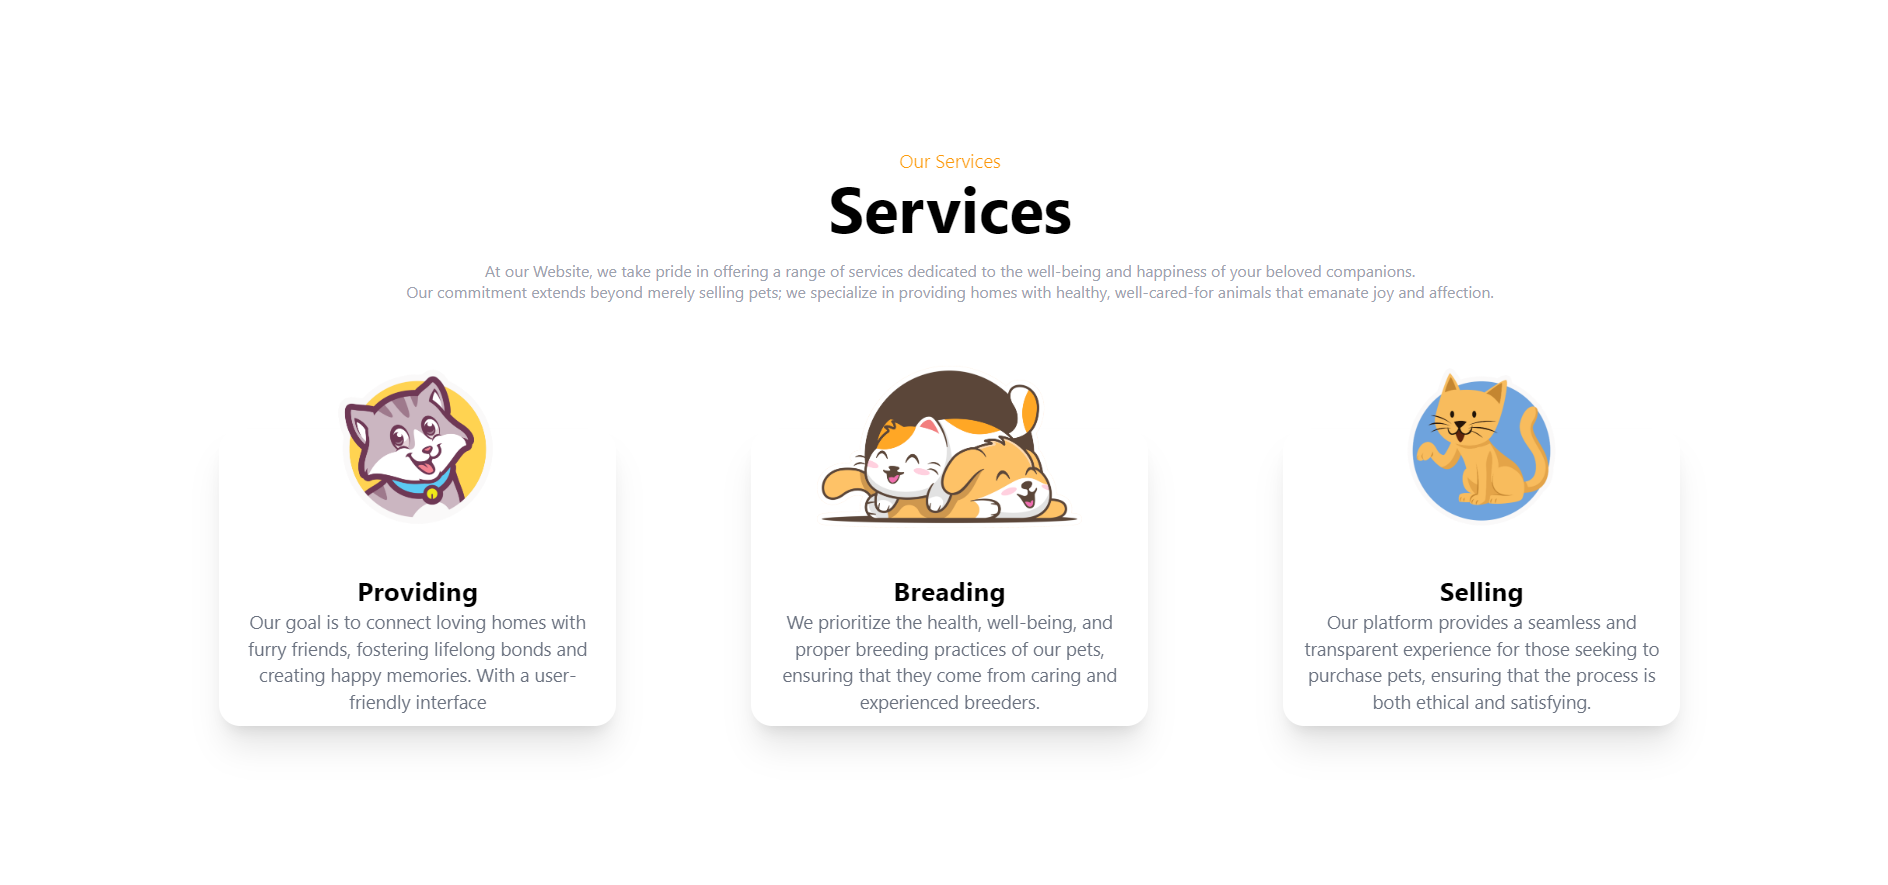 Our Services
Services
At our Website, we take pride in offering a range of services dedicated to the well-being and happiness of your beloved companions.
Our commitment extends beyond merely selling pets; we specialize in providing homes with healthy, well-cared-for animals that emanate joy and affection.
Providing
Our goal is to connect loving homes with
furry friends, fostering lifelong bonds and
creating happy memories. With a user-
friendly interface
Breading
We prioritize the health, well-being, and
proper breeding practices of our pets,
ensuring that they come from caring and
experienced breeders.
Selling
Our platform provides a seamless and
transparent experience for those seeking to
purchase pets, ensuring that the process is
both ethical and satisfying.